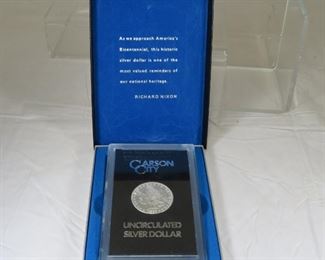 As we approach America's
Bicentennial, this historic
silver dollar is one of the
most valued reminders of
our national heritage.
RICHARD NIXON
CARSON
CITY
UNCIRCULATED
SILVER DOLLAR